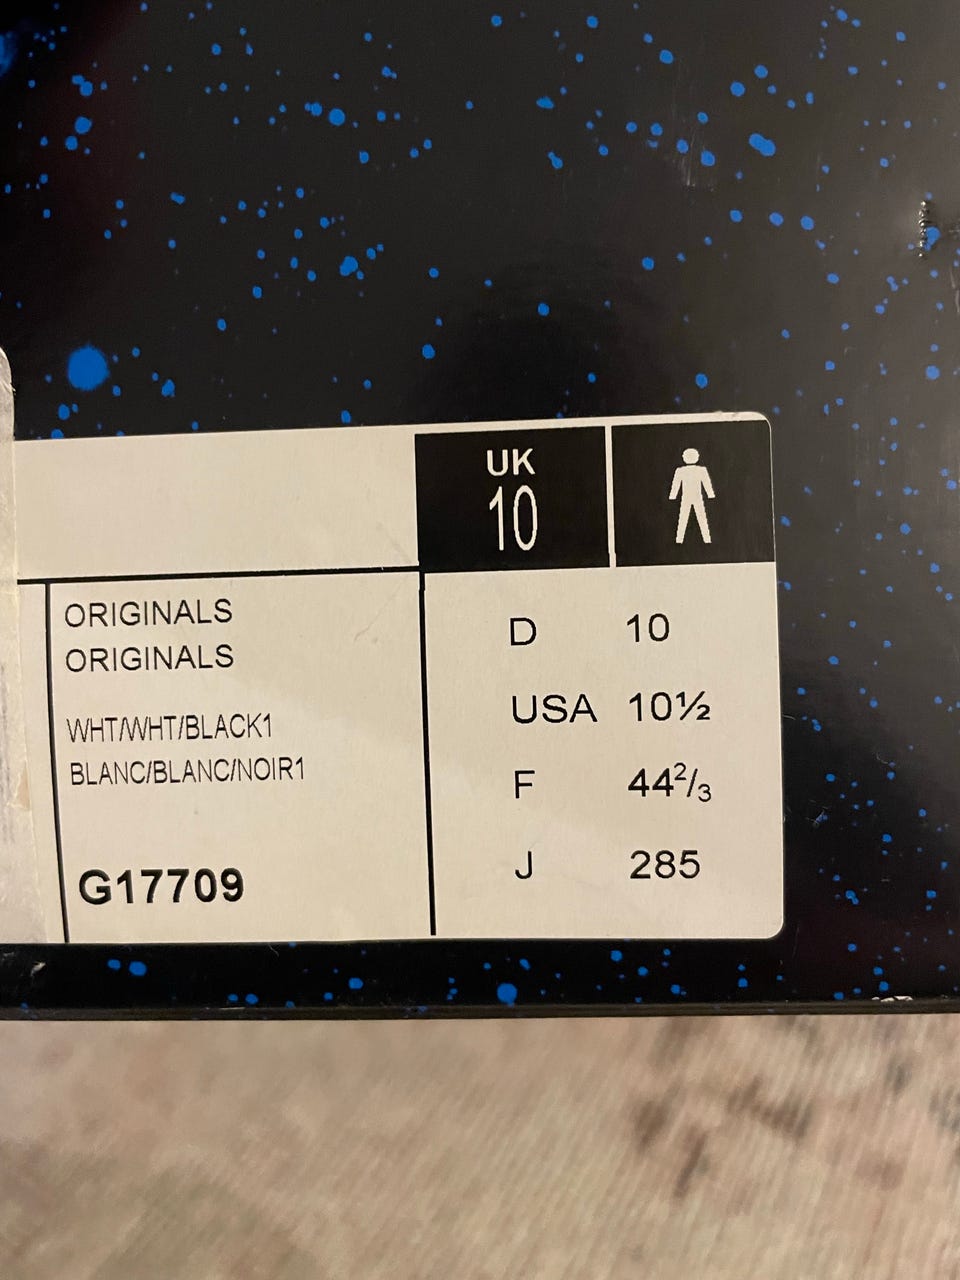 UK
10
ORIGINALS
ORIGINALS
WHT/WHT/BLACK1
BLANC/BLANC/NOIR1
G17709
D 10
USA 10½
F 44²/₃
J 285